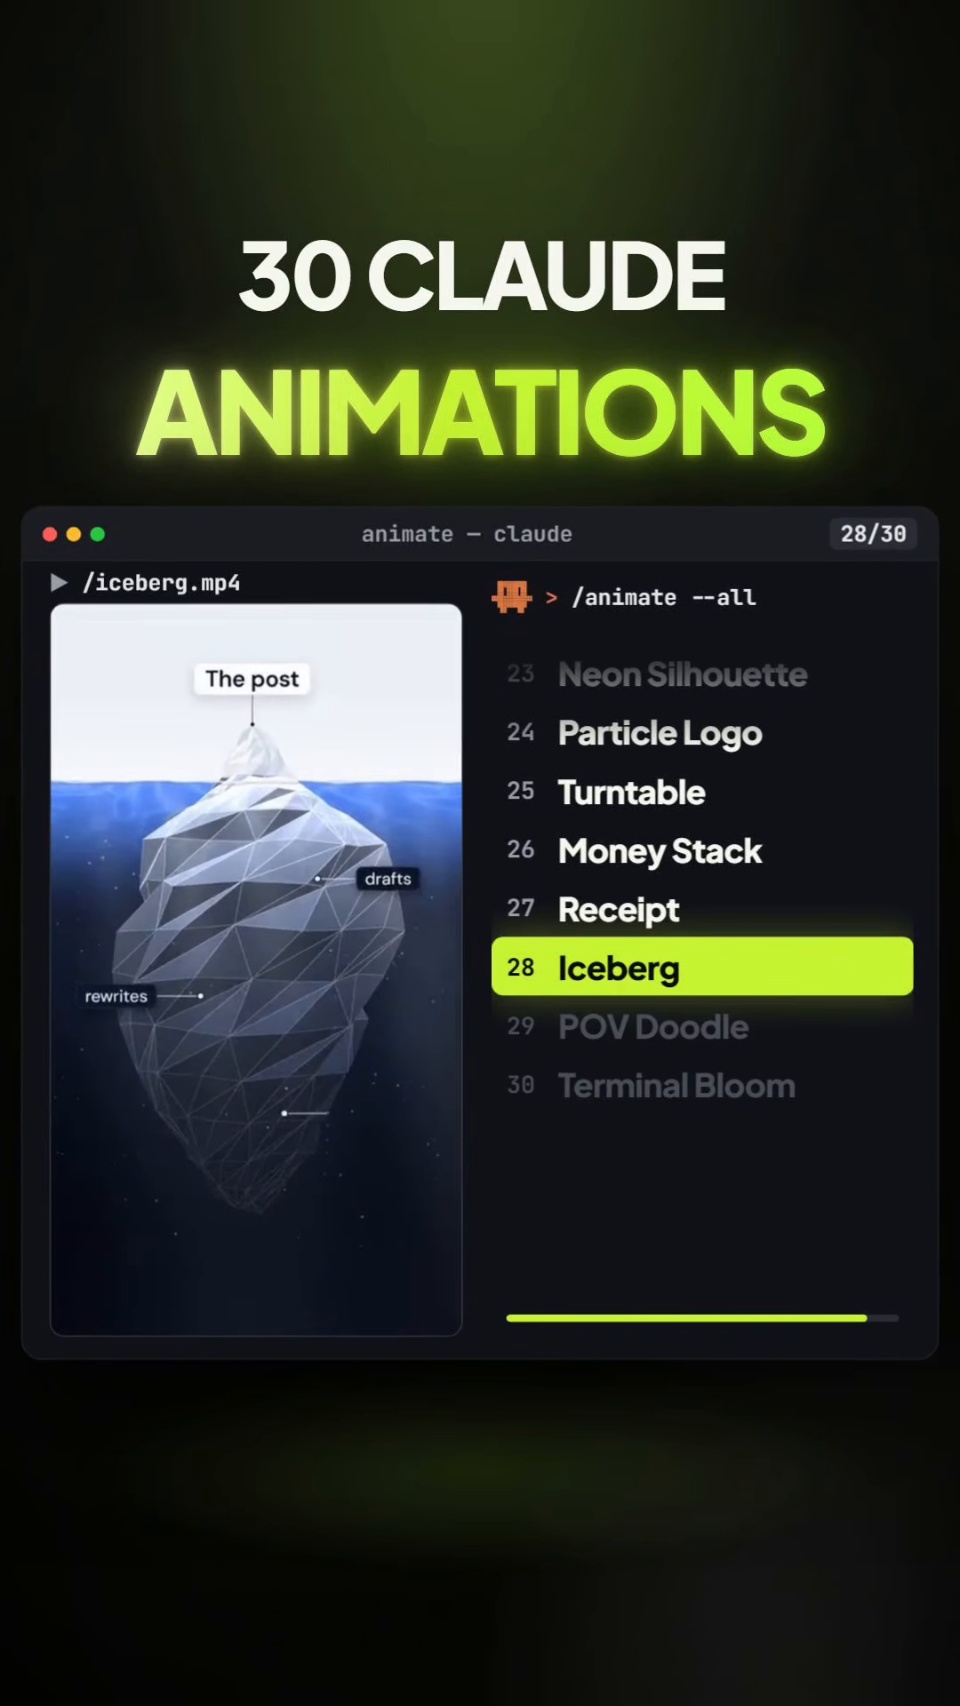 30 CLAUDE
ANIMATIONS
animate — claude
28/30
/iceberg.mp4
The post
drafts
rewrites
> /animate --all
23 Neon Silhouette
24 Particle Logo
25 Turntable
26 Money Stack
27 Receipt
28 Iceberg
29 POV Doodle
30 Terminal Bloom